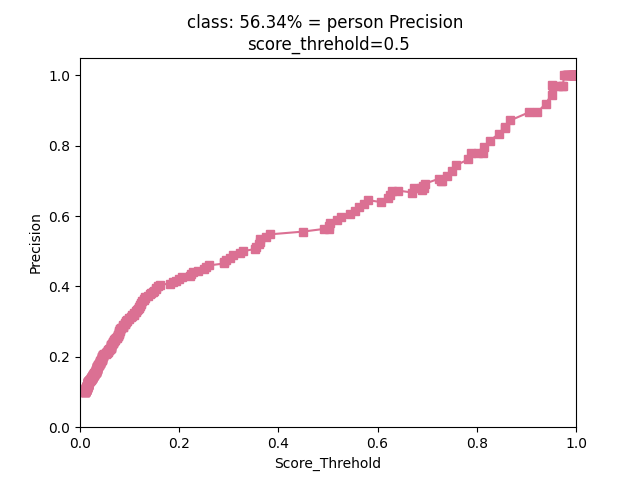 class: 56.34% = person Precision
score_threhold=0.5
1.0
0.8
0.6
0.4
0.2
0.0
Precision
0.0 0.2 0.4 0.6 0.8 1.0
Score_Threhold